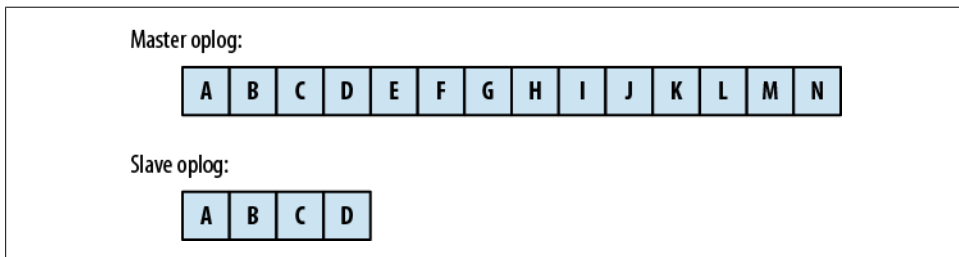 Master oplog:
A B C D E F G H I J K L M N
Slave oplog:
A B C D